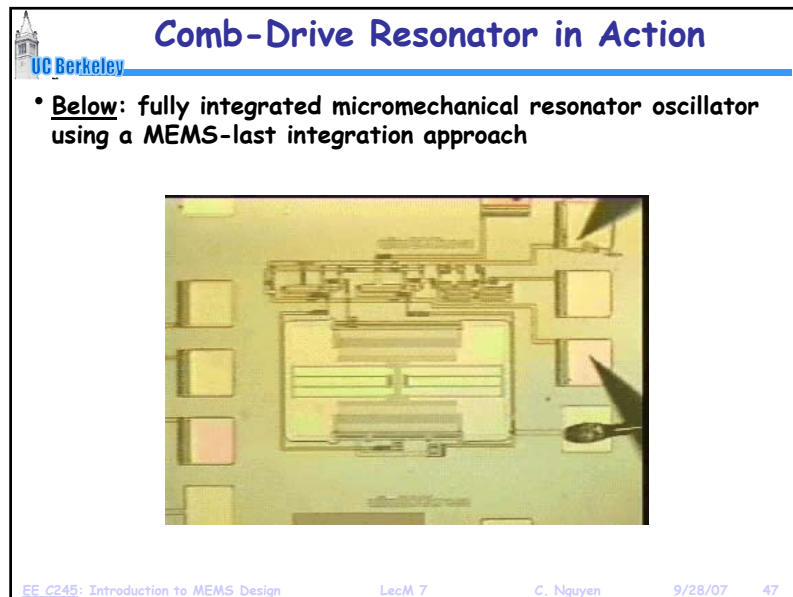 Comb-Drive Resonator in Action
UC Berkeley
• Below: fully integrated micromechanical resonator oscillator
using a MEMS-last integration approach
EE C245: Introduction to MEMS Design LecM 7 C. Nguyen 9/28/07 47